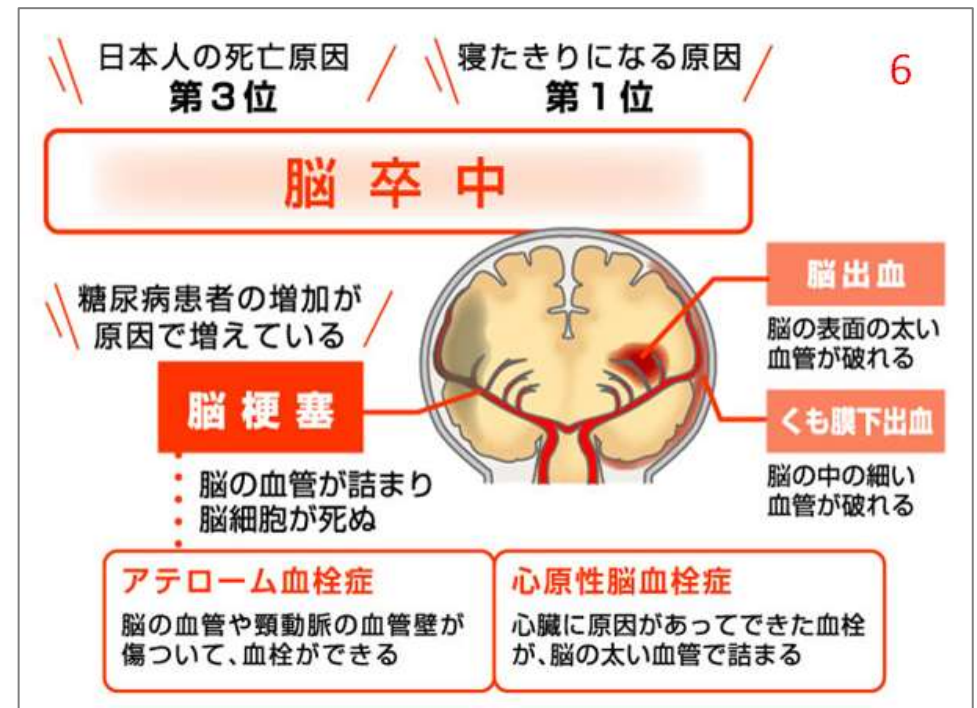 日本人の死亡原因
第3位
寝たきりになる原因
第1位
6
脳卒中
糖尿病患者の増加が
原因で増えている
脳梗塞
脳の血管が詰まり
脳細胞が死ぬ
脳出血
脳の表面の太い
血管が破れる
くも膜下出血
脳の中の細い
血管が破れる
アテローム血栓症
脳の血管や頸動脈の血管壁が
傷ついて、血栓ができる
心原性脳血栓症
心臓に原因があってできた血栓
が、脳の太い血管で詰まる